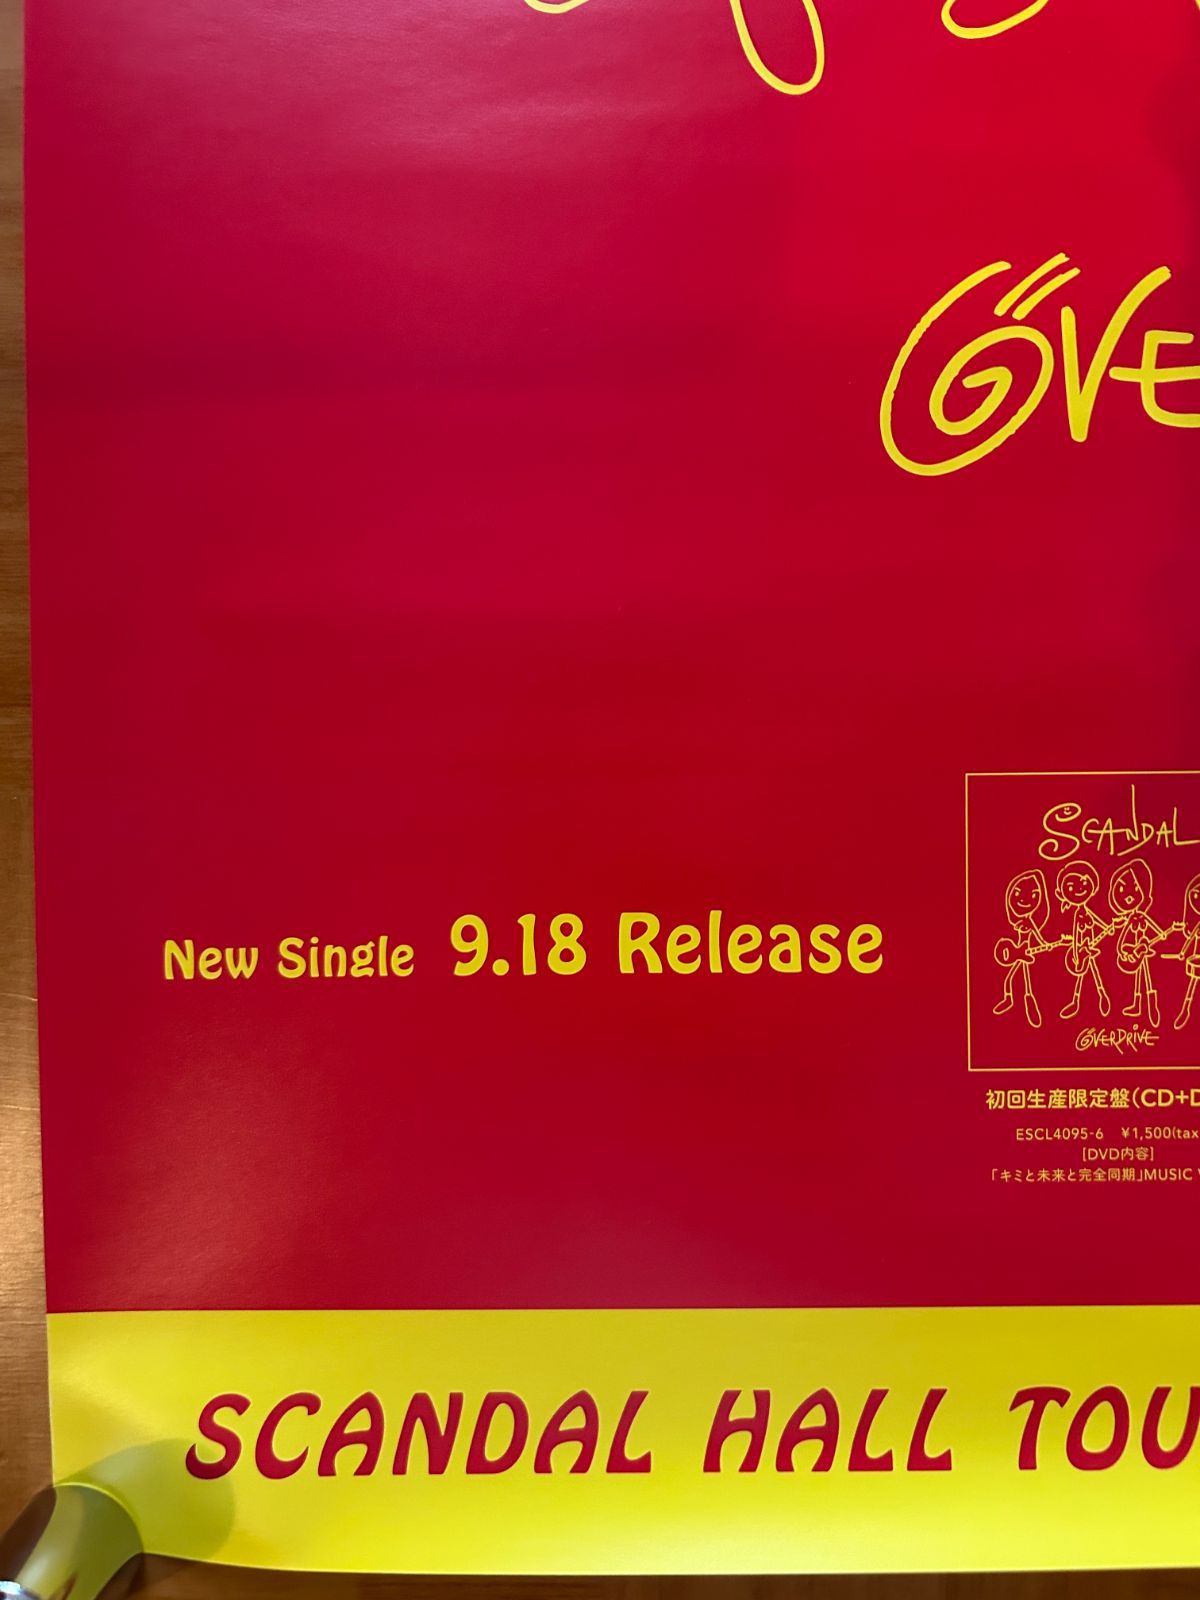 OVE
SCANDAL
New Single 9.18 Release
OVERDRIVE
初回生産限定盤(CD+D
ESCL4095-6 ¥1,500(tax
[DVD内容]
「キミと未来と完全同期」MUSIC
SCANDAL HALL TOU